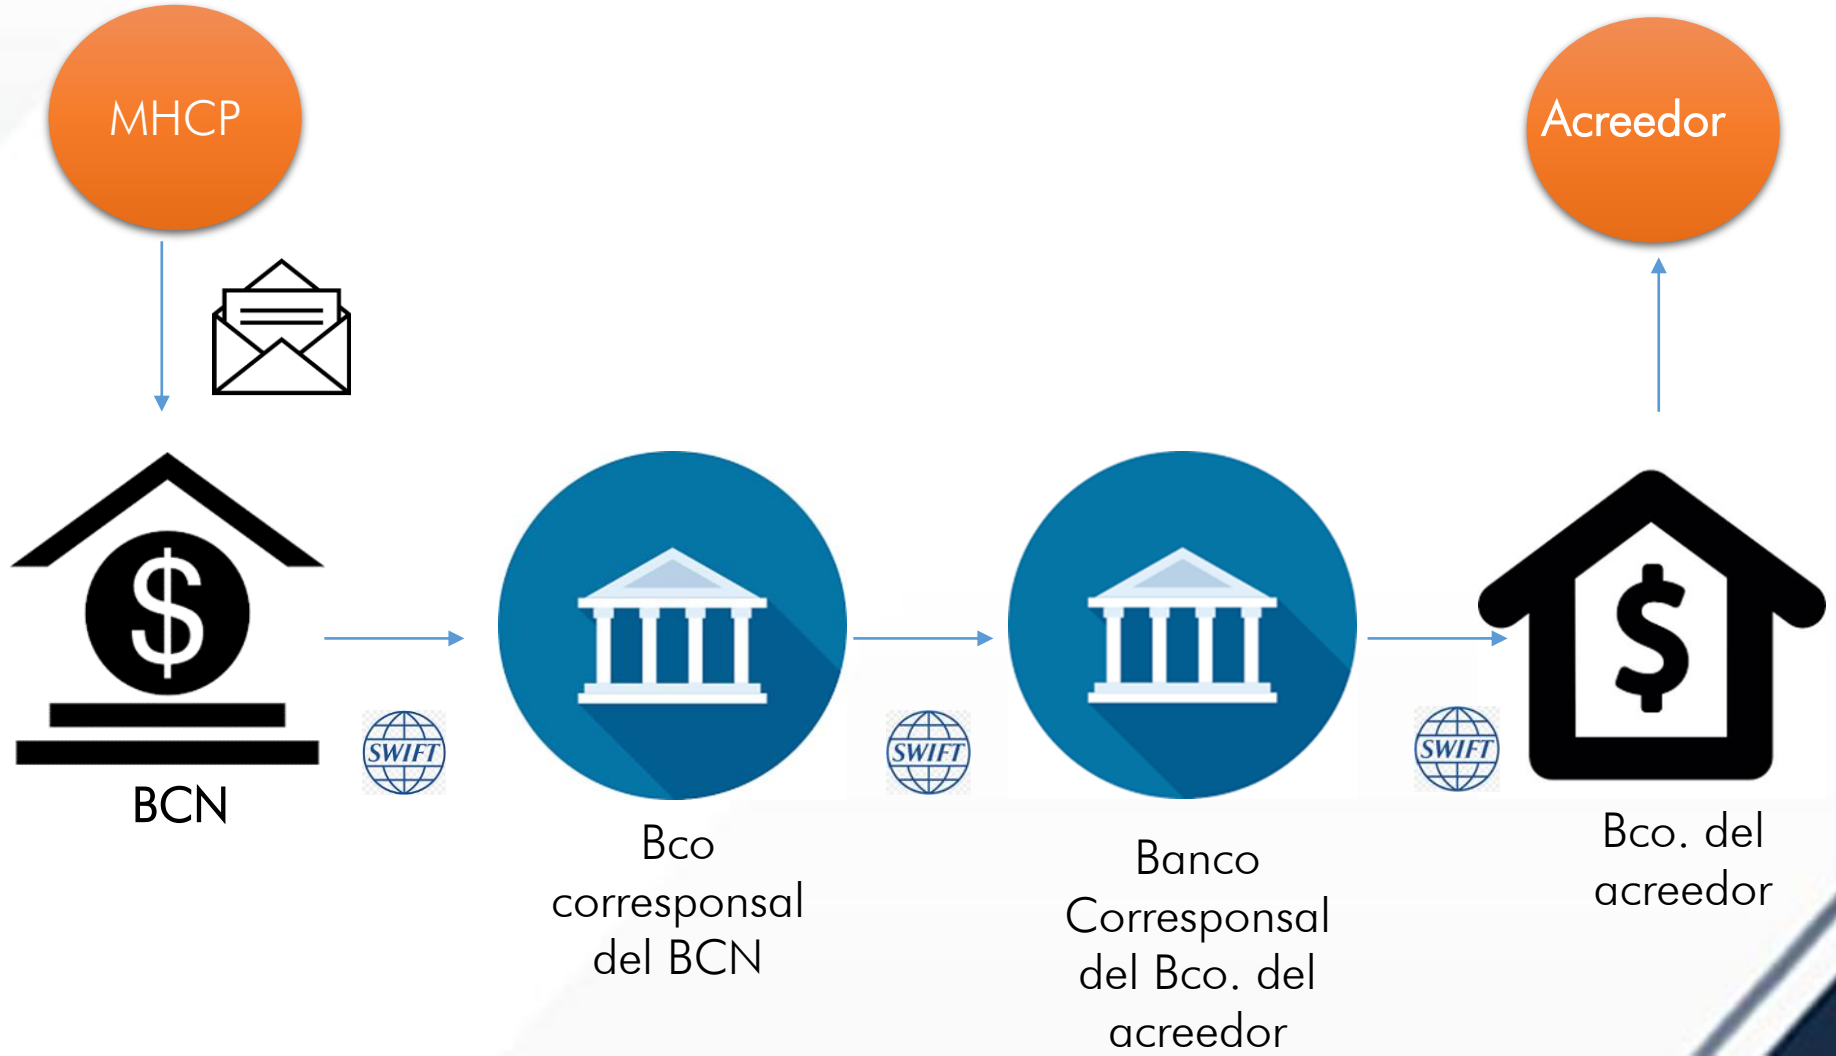 MHCP
Acreedor
SWIFT
SWIFT
SWIFT
BCN
Bco
corresponsal
del BCN
Banco
Corresponsal
del Bco. del
acreedor
Bco. del
acreedor